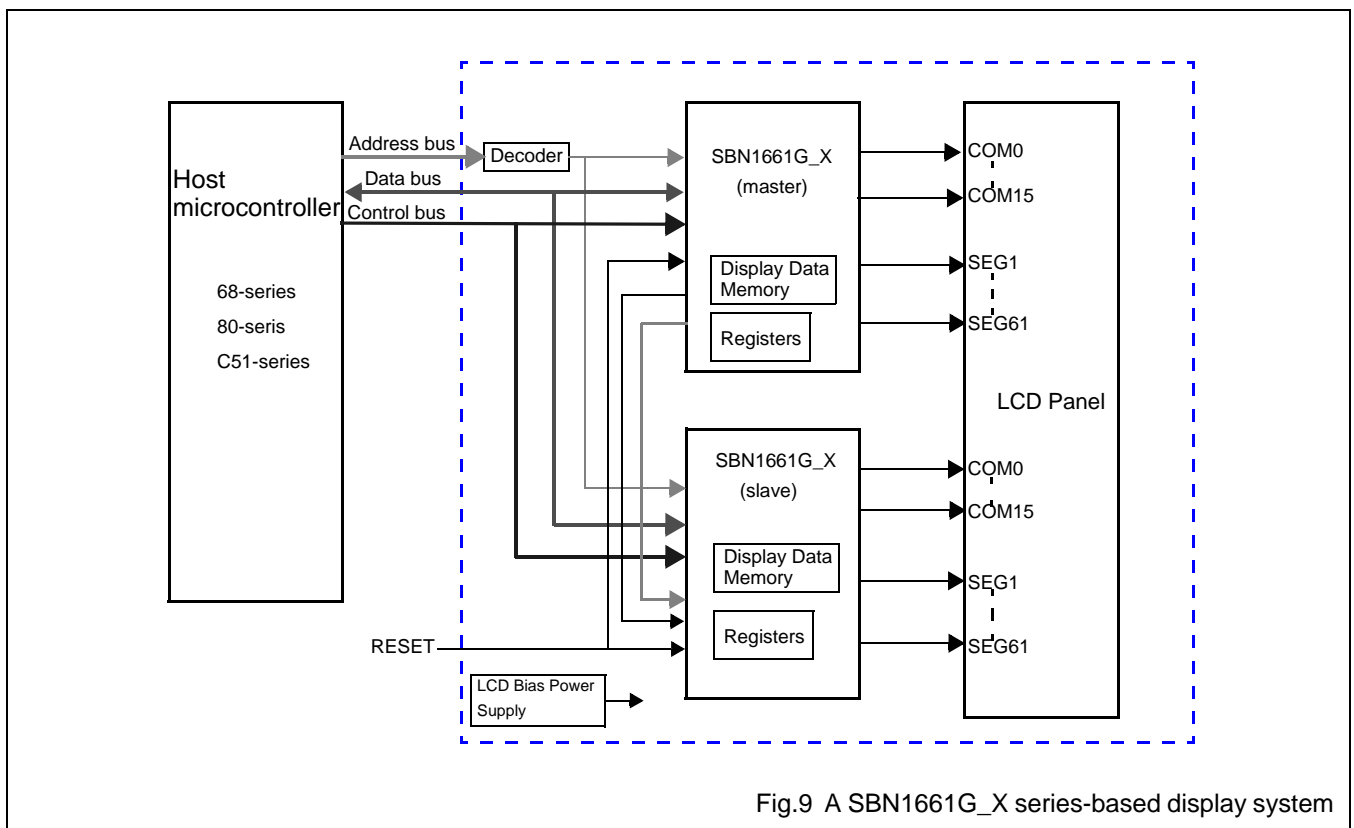 Host
microcontroller
68-series
80-seris
C51-series
Address bus
Data bus
Control bus
Decoder
SBN1661G_X
(master)
Display Data
Memory
Registers
COM0
COM15
SEG1
SEG61
LCD Panel
SBN1661G_X
(slave)
Display Data
Memory
Registers
COM0
COM15
SEG1
SEG61
RESET
LCD Bias Power
Supply
Fig.9 A SBN1661G_X series-based display system